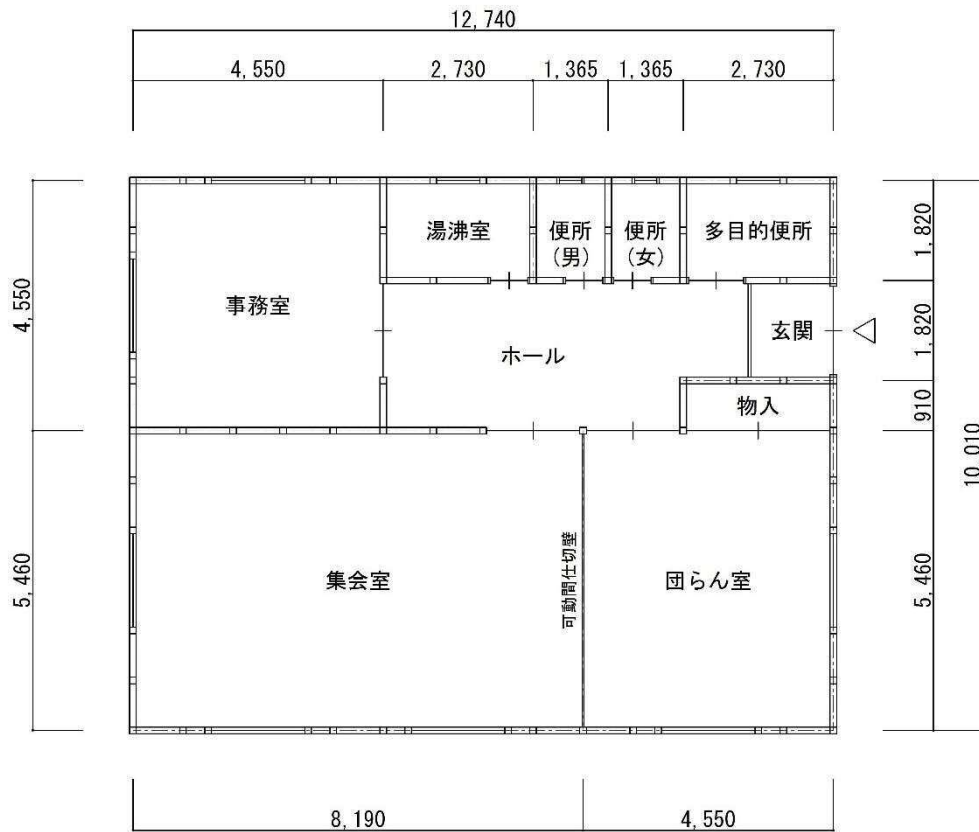 12,740
4,550
2,730
1,365
1,365
2,730
湯沸室
便所
(男)
便所
(女)
多目的便所
1,820
4,550
事務室
ホール
玄関
1,820
物入
910
10,010
5,460
集会室
可動間仕切壁
団らん室
5,460
8,190
4,550